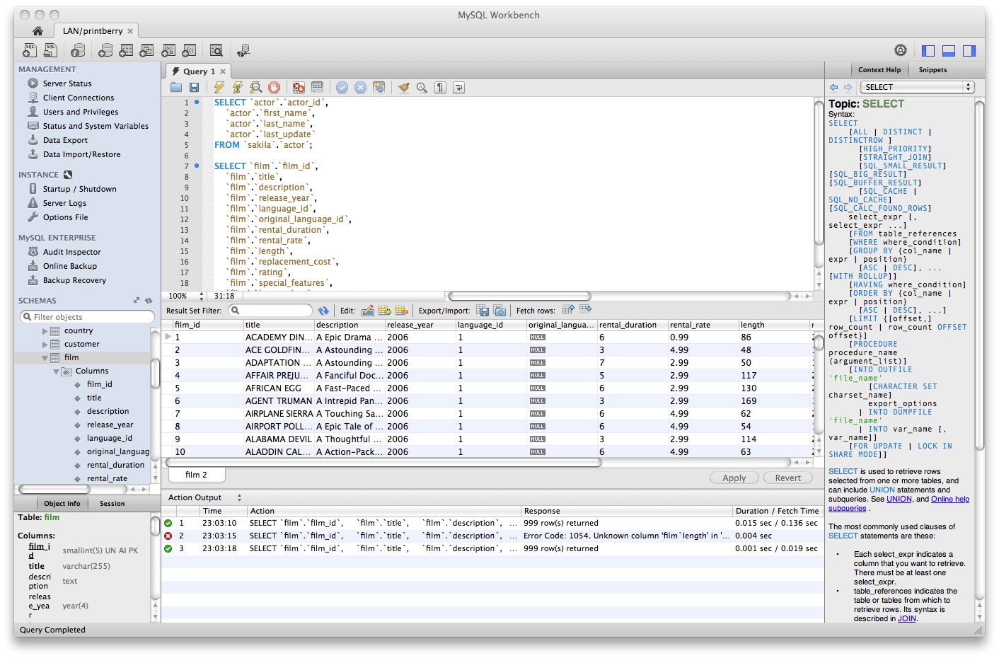 MySQL Workbench
LAN/printberry
MANAGEMENT
Server Status
Client Connections
Users and Privileges
Status and System Variables
Data Export
Data Import/Restore
INSTANCE
Startup / Shutdown
Server Logs
Options File
MySQL ENTERPRISE
Audit Inspector
Online Backup
Backup Recovery
SCHEMAS
Filter objects
country
customer
film
Columns
film_id
title
description
release_year
language_id
original_languag
rental_duration
rental_rate
Object Info Session
Table: film
Columns:
film_i
d smallint(5) UN AI PK
title varchar(255)
descri
ption text
releas
e_yea
r year(4)
Query Completed
Query 1
1 SELECT `actor`.`actor_id`,
2 `actor`.`first_name`,
3 `actor`.`last_name`,
4 `actor`.`last_update`
5 FROM `sakila`.`actor`;
6
7 SELECT `film`.`film_id`,
8 `film`.`title`,
9 `film`.`description`,
10 `film`.`release_year`,
11 `film`.`language_id`,
12 `film`.`original_language_id`,
13 `film`.`rental_duration`,
14 `film`.`rental_rate`,
15 `film`.`length`,
16 `film`.`replacement_cost`,
17 `film`.`rating`,
18 `film`.`special_features`,
100% 31:18
Result Set Filter: Edit: Export/Import: Fetch rows:
film_id title description release_year language_id original_langua... rental_duration rental_rate length
1 ACADEMY DIN... A Epic Drama ... 2006 1 NULL 6 0.99 86
2 ACE GOLDFIN... A Astounding ... 2006 1 NULL 3 4.99 48
3 ADAPTATION ... A Astounding ... 2006 1 NULL 7 2.99 50
4 AFFAIR PREJU... A Fanciful Doc... 2006 1 NULL 5 2.99 117
5 AFRICAN EGG A Fast-Paced ... 2006 1 NULL 6 2.99 130
6 AGENT TRUMAN A Intrepid Pan... 2006 1 NULL 3 2.99 169
7 AIRPLANE SIERRA A Touching Sa... 2006 1 NULL 6 4.99 62
8 AIRPORT POLL... A Epic Tale of ... 2006 1 NULL 6 4.99 54
9 ALABAMA DEVIL A Thoughtful ... 2006 1 NULL 3 2.99 114
10 ALADDIN CAL... A Action-Pack... 2006 1 NULL 6 4.99 63
film 2 Apply Revert
Action Output
Time Action Response Duration / Fetch Time
1 23:03:10 SELECT `film`.`film_id`, `film`.`title`, `film`.`description`, ... 999 row(s) returned 0.015 sec / 0.136 sec
2 23:03:15 SELECT `film`.`film_id`, `film`.`title`, `film`.`description`, ... Error Code: 1054. Unknown column 'film`length' in '... 0.004 sec
3 23:03:18 SELECT `film`.`film_id`, `film`.`title`, `film`.`description`, ... 999 row(s) returned 0.001 sec / 0.019 sec
Context Help Snippets
SELECT
Topic: SELECT
Syntax:
SELECT
[ALL | DISTINCT |
DISTINCTROW ]
[HIGH_PRIORITY]
[STRAIGHT_JOIN]
[SQL_SMALL_RESULT]
[SQL_BIG_RESULT]
[SQL_BUFFER_RESULT]
[SQL_CACHE |
SQL_NO_CACHE]
[SQL_CALC_FOUND_ROWS]
select_expr [,
select_expr ...]
[FROM table_references
[WHERE where_condition]
[GROUP BY {col_name |
expr | position}
[ASC | DESC], ...
[WITH ROLLUP]]
[HAVING where_condition]
[ORDER BY {col_name |
expr | position}
[ASC | DESC], ...]
[LIMIT {[offset,]
row_count | row_count OFFSET
offset}]
[PROCEDURE
procedure_name
(argument_list)]
[INTO OUTFILE
'file_name'
[CHARACTER SET
charset_name]
export_options
| INTO DUMPFILE
'file_name'
| INTO var_name [,
var_name]]
[FOR UPDATE | LOCK IN
SHARE MODE]]
SELECT is used to retrieve rows
selected from one or more tables, and
can include UNION statements and
subqueries. See UNION, and Online help
subqueries .
The most commonly used clauses of
SELECT statements are these:
• Each select_expr indicates a
column that you want to retrieve.
There must be at least one
select_expr.
• table_references indicates the
table or tables from which to
retrieve rows. Its syntax is
described in JOIN.